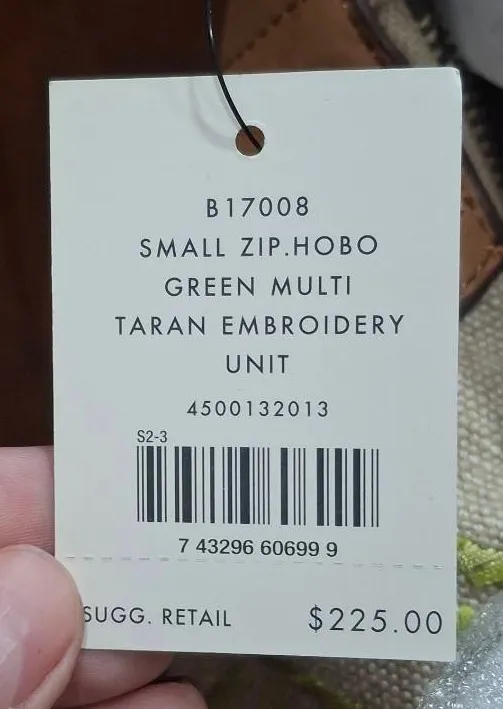 B17008
SMALL ZIP.HOBO
GREEN MULTI
TARAN EMBROIDERY
UNIT
4500132013
S2-3
7 43296 60699 9
SUGG. RETAIL $225.00